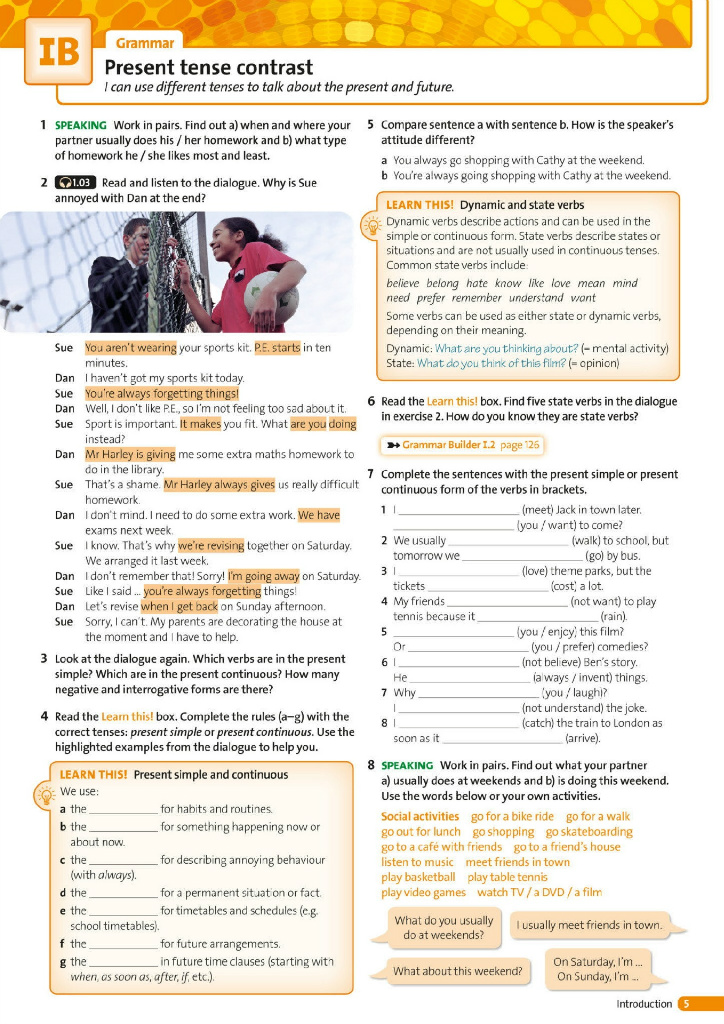 IB
Grammar
Present tense contrast
I can use different tenses to talk about the present and future.
1 SPEAKING Work in pairs. Find out a) when and where your
partner usually does his / her homework and b) what type
of homework he / she likes most and least.
2 1.03 Read and listen to the dialogue. Why is Sue
annoyed with Dan at the end?
Sue You aren't wearing your sports kit. P.E. starts in ten
minutes.
Dan I haven't got my sports kit today.
Sue You're always forgetting things!
Dan Well, I don't like P.E., so I'm not feeling too sad about it.
Sue Sport is important. It makes you fit. What are you doing
instead?
Dan Mr Harley is giving me some extra maths homework to
do in the library.
Sue That's a shame. Mr Harley always gives us really difficult
homework.
Dan I don't mind. I need to do some extra work. We have
exams next week.
Sue I know. That's why we're revising together on Saturday.
We arranged it last week.
Dan I don't remember that! Sorry! I'm going away on Saturday.
Sue Like I said ... you're always forgetting things!
Dan Let's revise when I get back on Sunday afternoon.
Sue Sorry, I can't. My parents are decorating the house at
the moment and I have to help.
3 Look at the dialogue again. Which verbs are in the present
simple? Which are in the present continuous? How many
negative and interrogative forms are there?
4 Read the Learn this! box. Complete the rules (a–g) with the
correct tenses: present simple or present continuous. Use the
highlighted examples from the dialogue to help you.
LEARN THIS! Present simple and continuous
We use:
a the ____________ for habits and routines.
b the ____________ for something happening now or
about now.
c the ____________ for describing annoying behaviour
(with always).
d the ____________ for a permanent situation or fact.
e the ____________ for timetables and schedules (e.g.
school timetables).
f the ____________ for future arrangements.
g the ____________ in future time clauses (starting with
when, as soon as, after, if, etc.).
5 Compare sentence a with sentence b. How is the speaker's
attitude different?
a You always go shopping with Cathy at the weekend.
b You're always going shopping with Cathy at the weekend.
LEARN THIS! Dynamic and state verbs
Dynamic verbs describe actions and can be used in the
simple or continuous form. State verbs describe states or
situations and are not usually used in continuous tenses.
Common state verbs include:
believe belong hate know like love mean mind
need prefer remember understand want
Some verbs can be used as either state or dynamic verbs,
depending on their meaning.
Dynamic: What are you thinking about? (= mental activity)
State: What do you think of this film? (= opinion)
6 Read the Learn this! box. Find five state verbs in the dialogue
in exercise 2. How do you know they are state verbs?
Grammar Builder I.2 page 126
7 Complete the sentences with the present simple or present
continuous form of the verbs in brackets.
1 I ____________ (meet) Jack in town later.
____________ (you / want) to come?
2 We usually ____________ (walk) to school, but
tomorrow we ____________ (go) by bus.
3 I ____________ (love) theme parks, but the
tickets ____________ (cost) a lot.
4 My friends ____________ (not want) to play
tennis because it ____________ (rain).
5 ____________ (you / enjoy) this film?
Or ____________ (you / prefer) comedies?
6 I ____________ (not believe) Ben's story.
He ____________ (always / invent) things.
7 Why ____________ (you / laugh)?
I ____________ (not understand) the joke.
8 I ____________ (catch) the train to London as
soon as it ____________ (arrive).
8 SPEAKING Work in pairs. Find out what your partner
a) usually does at weekends and b) is doing this weekend.
Use the words below or your own activities.
Social activities go for a bike ride go for a walk
go out for lunch go shopping go skateboarding
go to a café with friends go to a friend's house
listen to music meet friends in town
play basketball play table tennis
play video games watch TV / a DVD / a film
What do you usually
do at weekends?
I usually meet friends in town.
What about this weekend?
On Saturday, I'm ...
On Sunday, I'm ...
Introduction 5